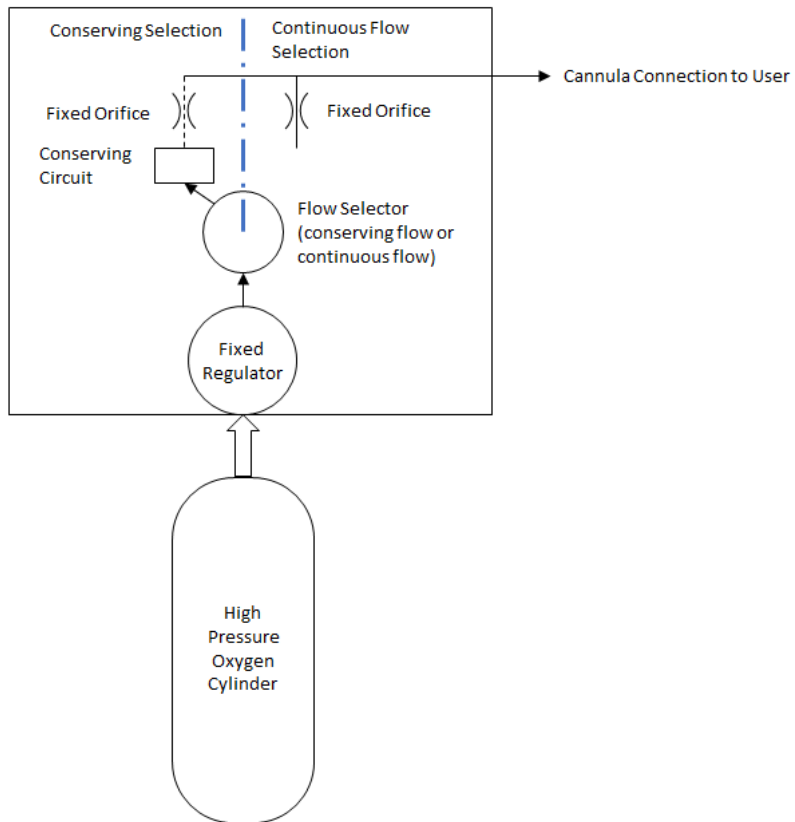 Conserving Selection
Continuous Flow
Selection
Cannula Connection to User
Fixed Orifice
Fixed Orifice
Conserving
Circuit
Flow Selector
(conserving flow or
continuous flow)
Fixed
Regulator
High
Pressure
Oxygen
Cylinder